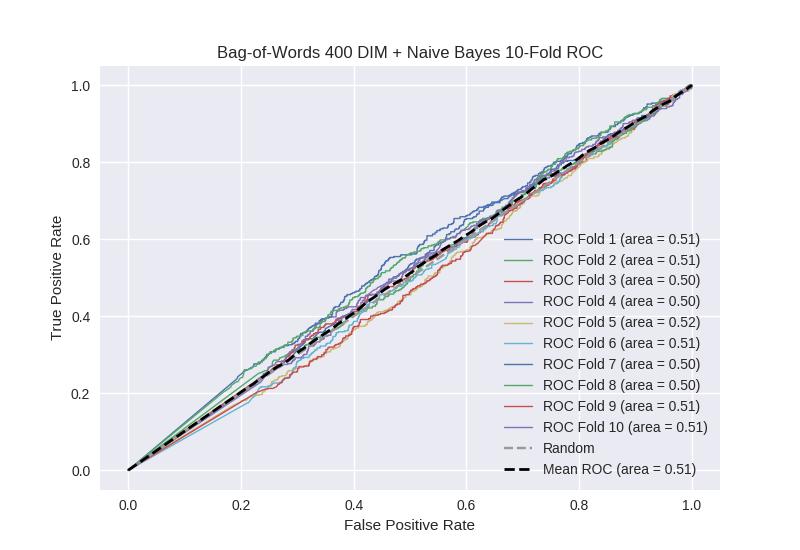 Bag-of-Words 400 DIM + Naive Bayes 10-Fold ROC
True Positive Rate
1.0
0.8
0.6
0.4
0.2
0.0
ROC Fold 1 (area = 0.51)
ROC Fold 2 (area = 0.51)
ROC Fold 3 (area = 0.50)
ROC Fold 4 (area = 0.50)
ROC Fold 5 (area = 0.52)
ROC Fold 6 (area = 0.51)
ROC Fold 7 (area = 0.50)
ROC Fold 8 (area = 0.50)
ROC Fold 9 (area = 0.51)
ROC Fold 10 (area = 0.51)
Random
Mean ROC (area = 0.51)
0.0 0.2 0.4 0.6 0.8 1.0
False Positive Rate